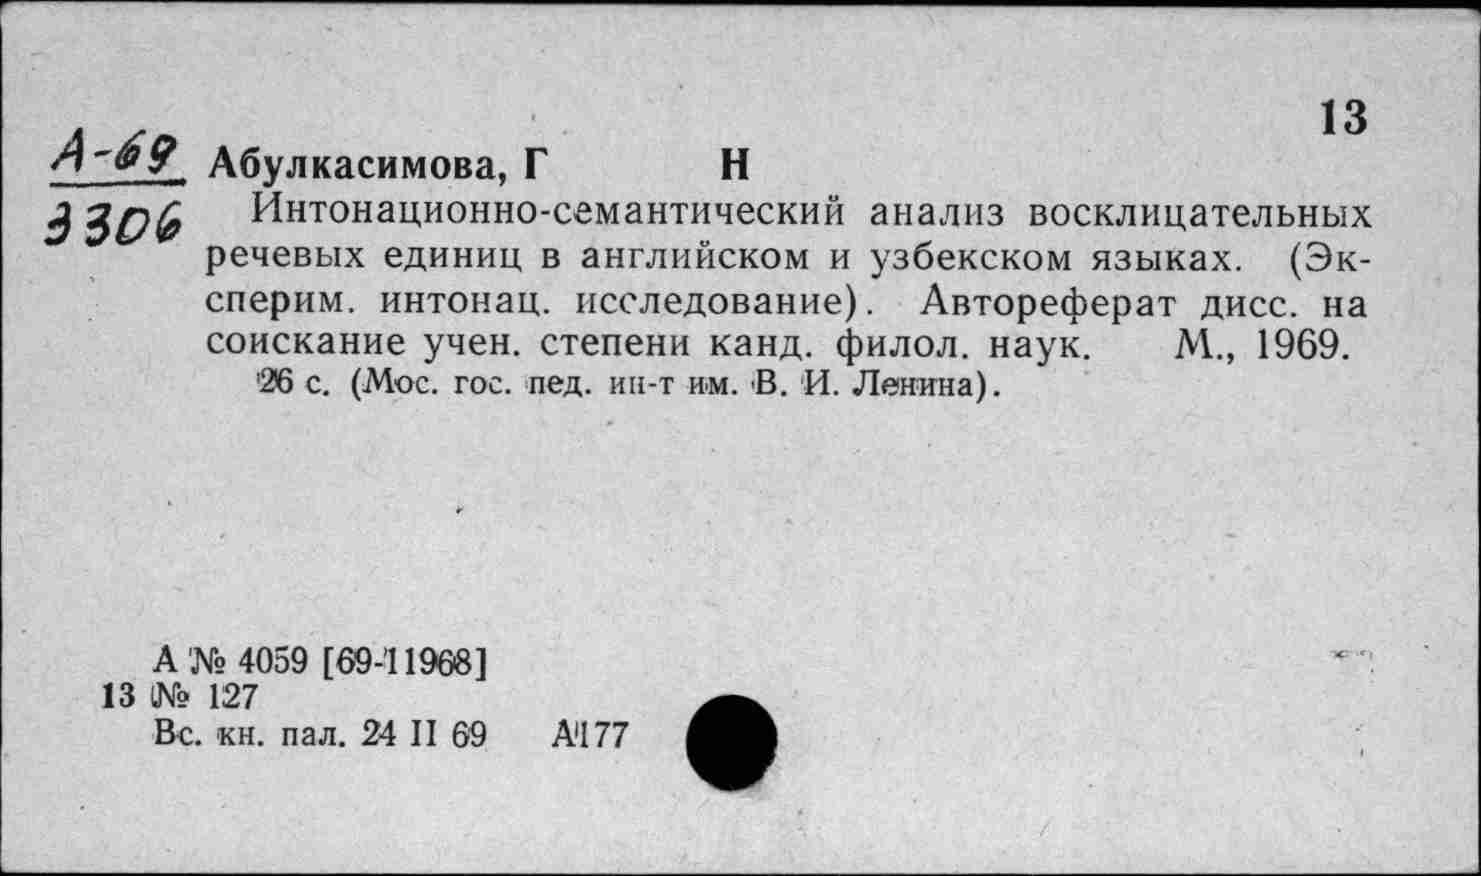 13
А-69
3306
Абулкасимова, Г Н
Интонационно-семантический анализ восклицательных
речевых единиц в английском и узбекском языках. (Эк-
сперим. интонац. исследование). Автореферат дисс. на
соискание учен. степени канд. филол. наук. М., 1969.
26 с. (Мос. гос. пед. ин-т им. В. И. Ленина).
А № 4059 [69-11968]
13 № 127
Вс. кн. пал. 24 II 69 А177